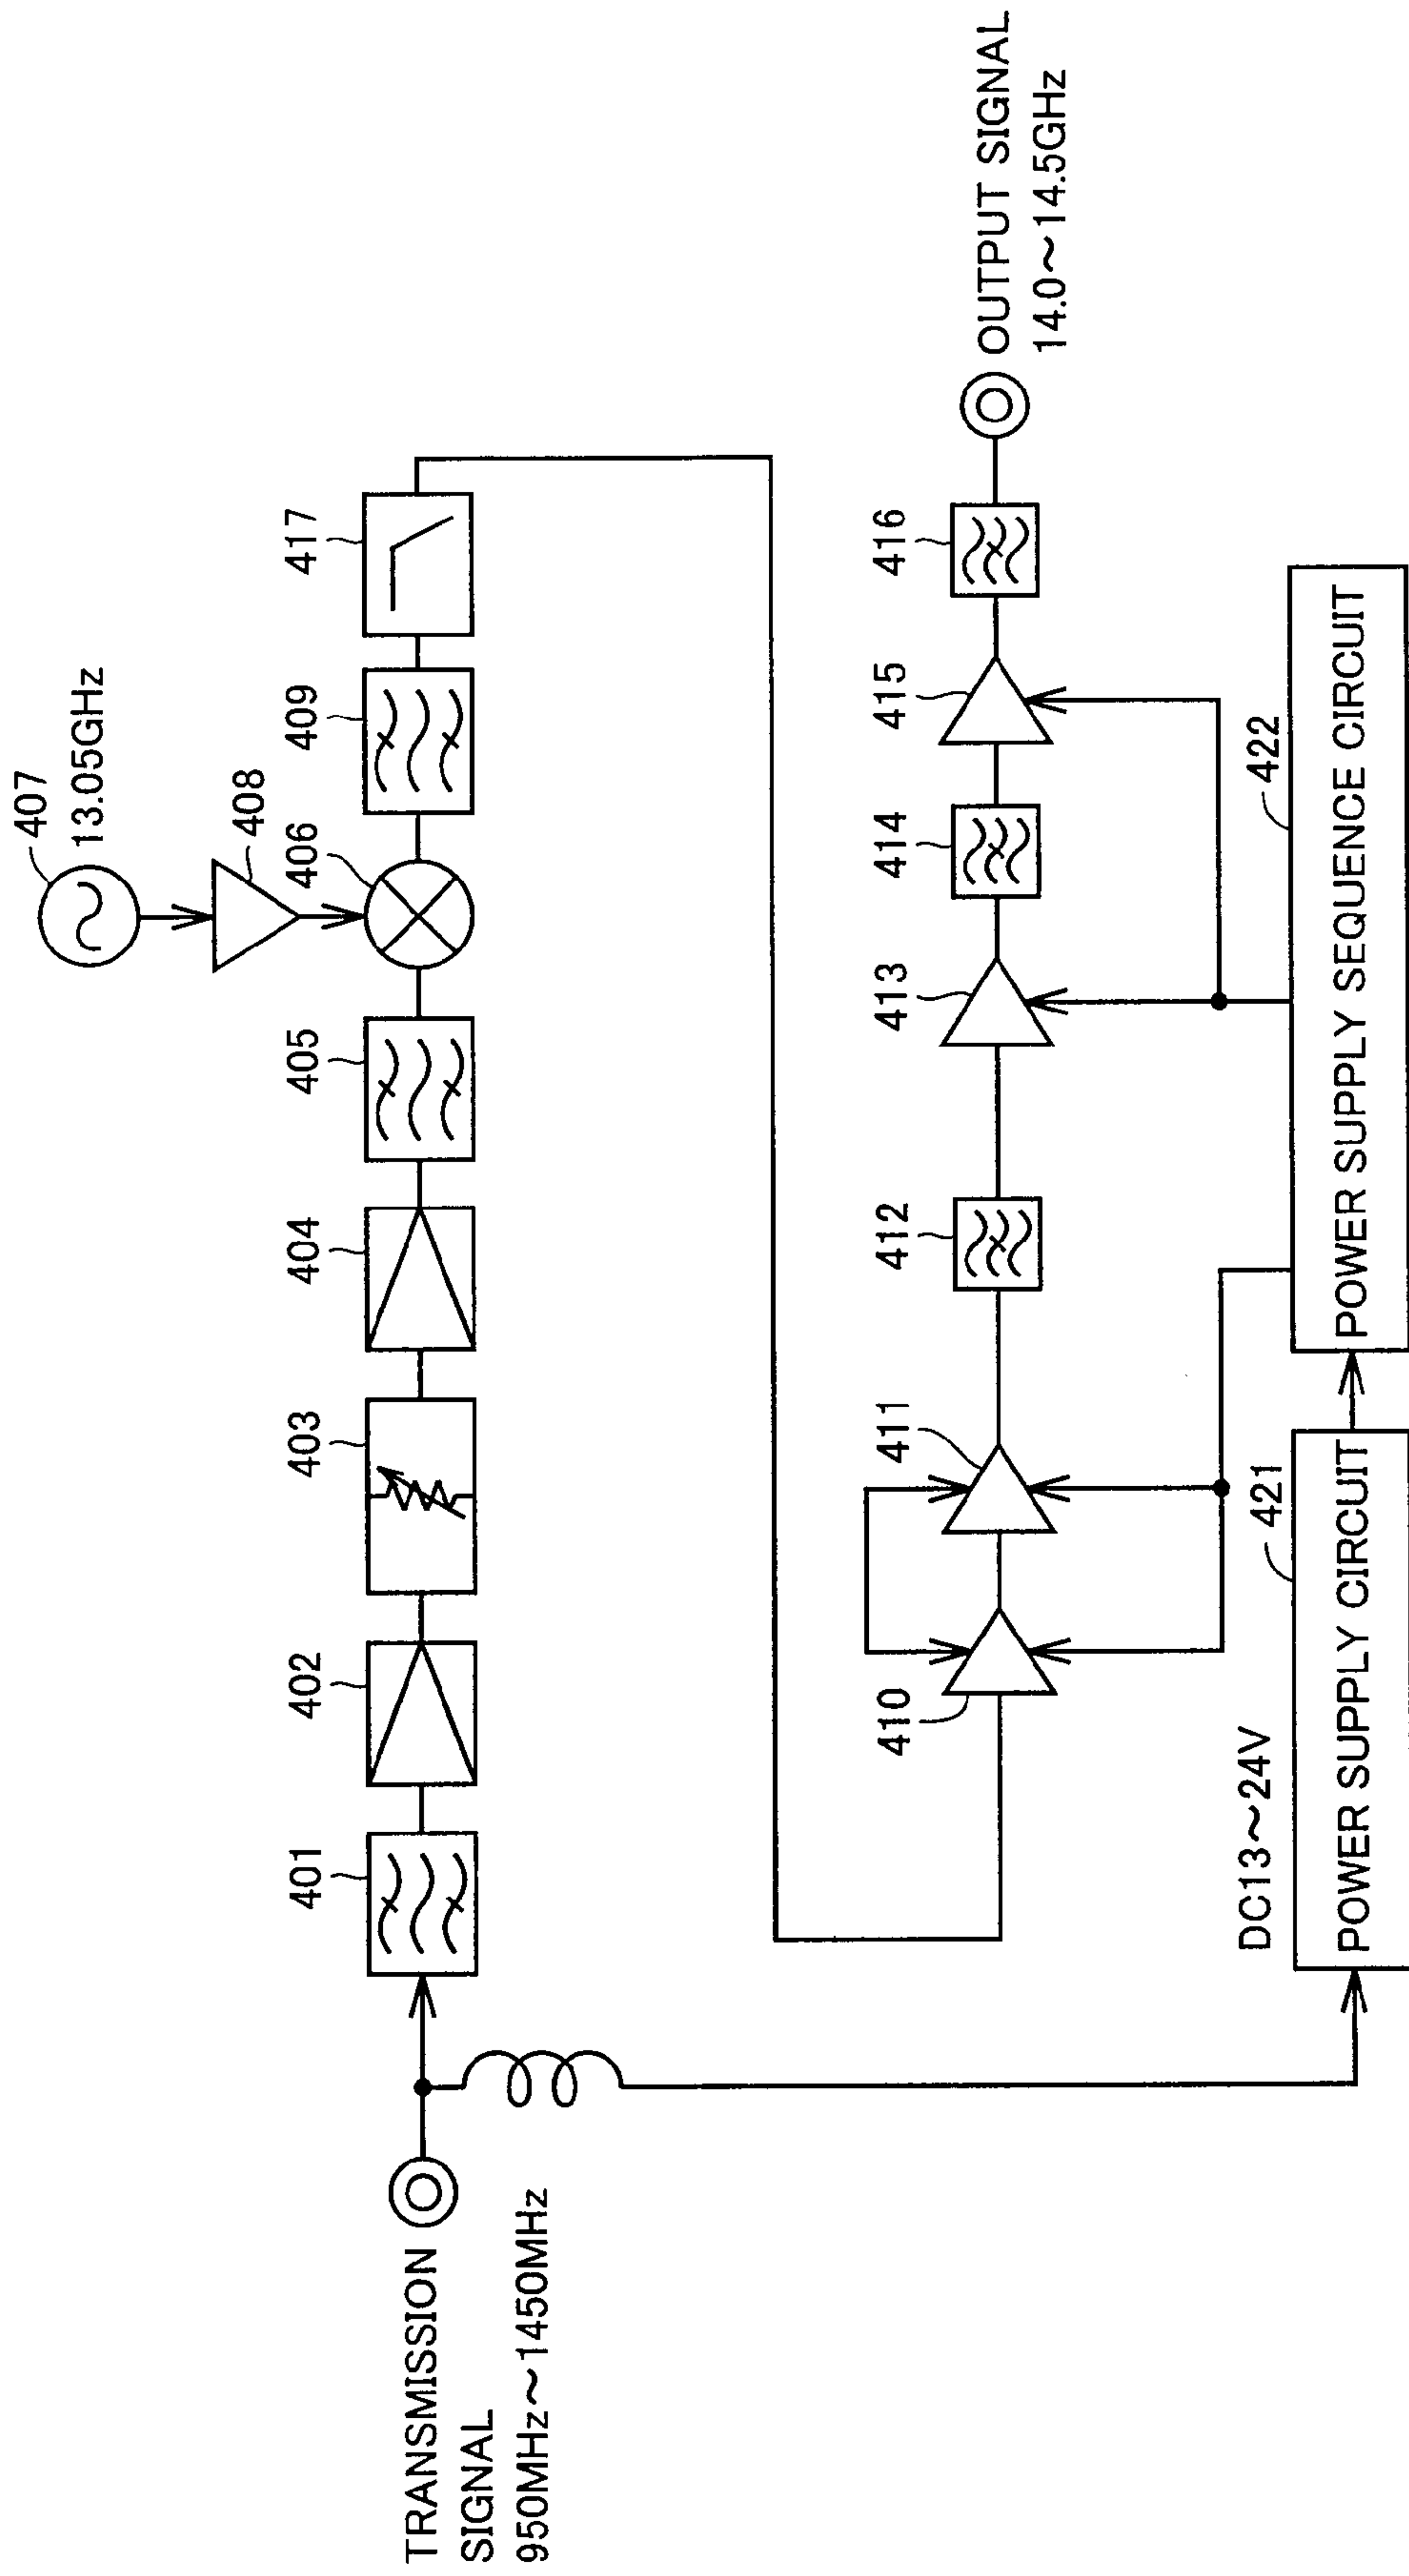 407
13.05GHz
408
401
402
403
404
405
406
409
417
TRANSMISSION
SIGNAL
950MHz~1450MHz
410
411
412
413
414
415
416
OUTPUT SIGNAL
14.0~14.5GHz
DC13~24V
421
422
POWER SUPPLY CIRCUIT
POWER SUPPLY SEQUENCE CIRCUIT